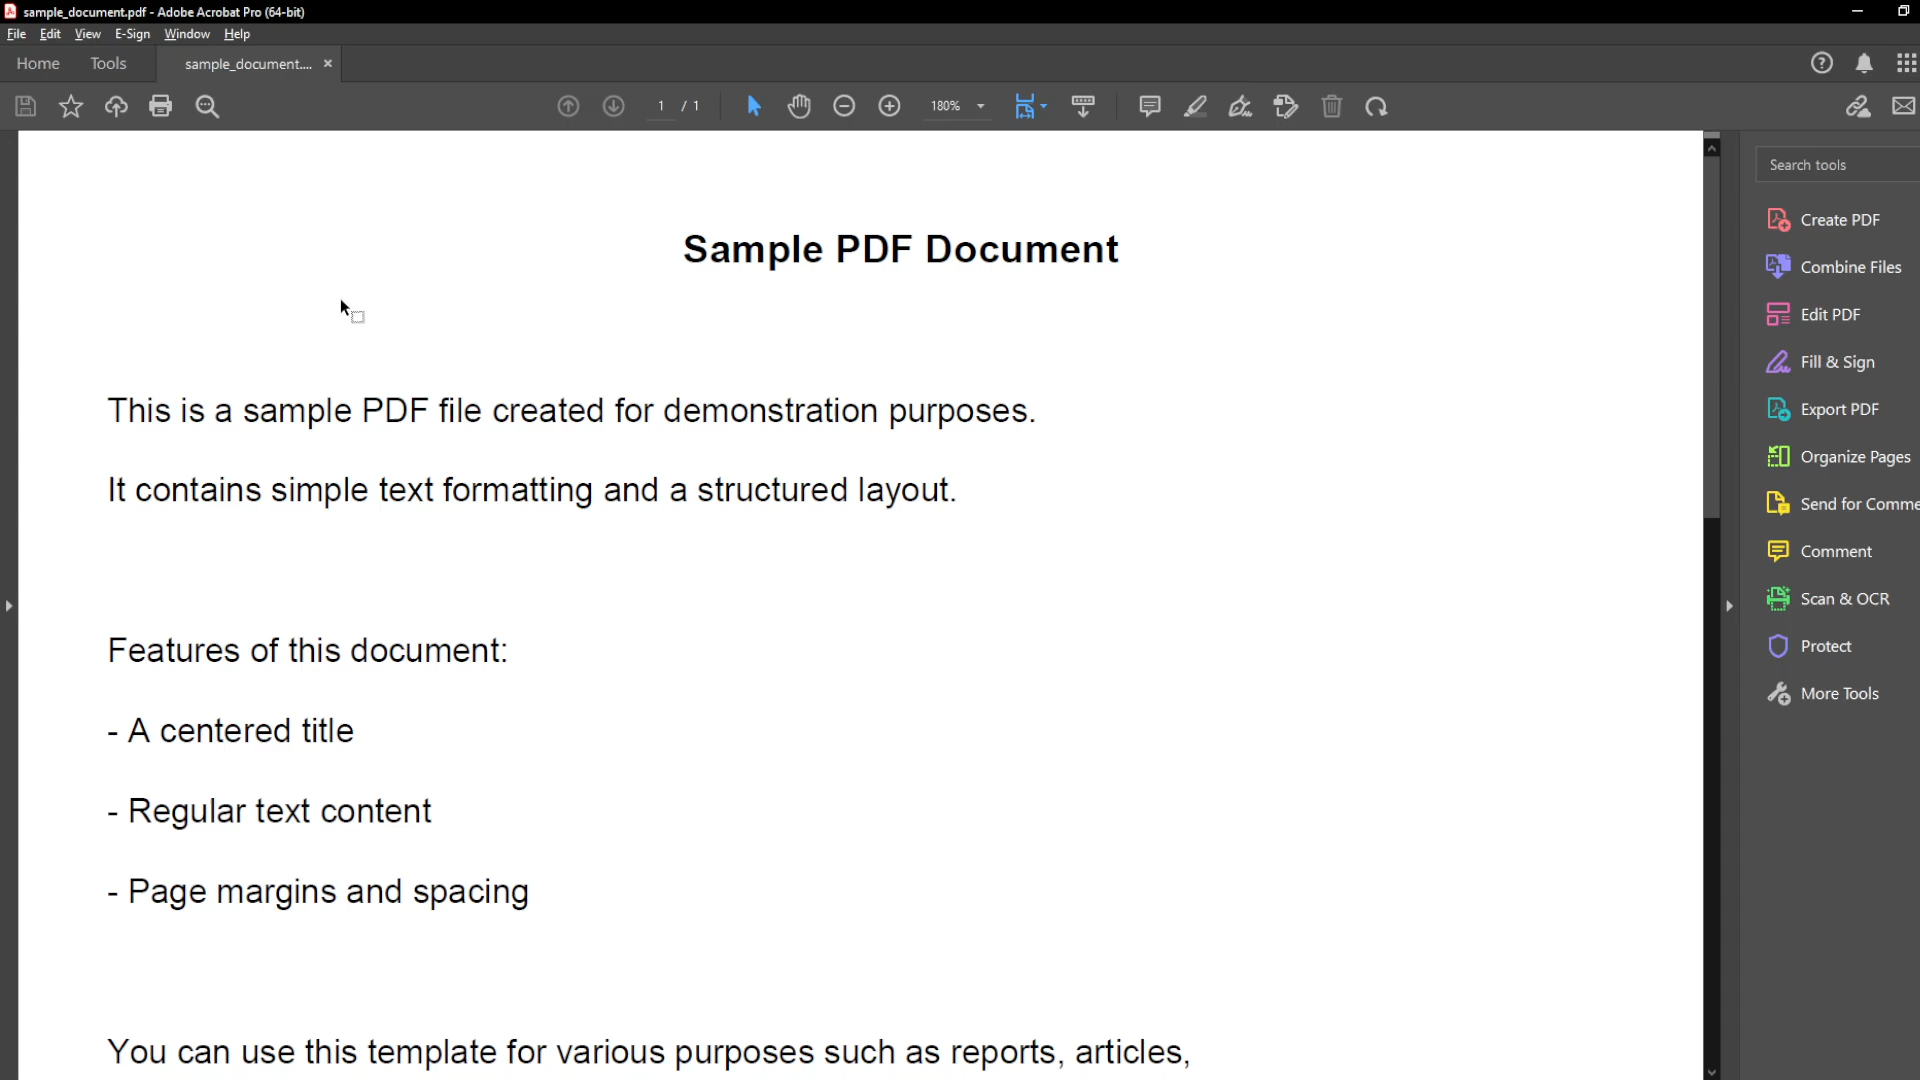 sample_document.pdf - Adobe Acrobat Pro (64-bit)
File Edit View E-Sign Window Help
Home Tools sample_document....
1 / 1 180%
Search tools
Sample PDF Document
This is a sample PDF file created for demonstration purposes.
It contains simple text formatting and a structured layout.
Features of this document:
- A centered title
- Regular text content
- Page margins and spacing
You can use this template for various purposes such as reports, articles,
Create PDF
Combine Files
Edit PDF
Fill & Sign
Export PDF
Organize Pages
Send for Comme
Comment
Scan & OCR
Protect
More Tools